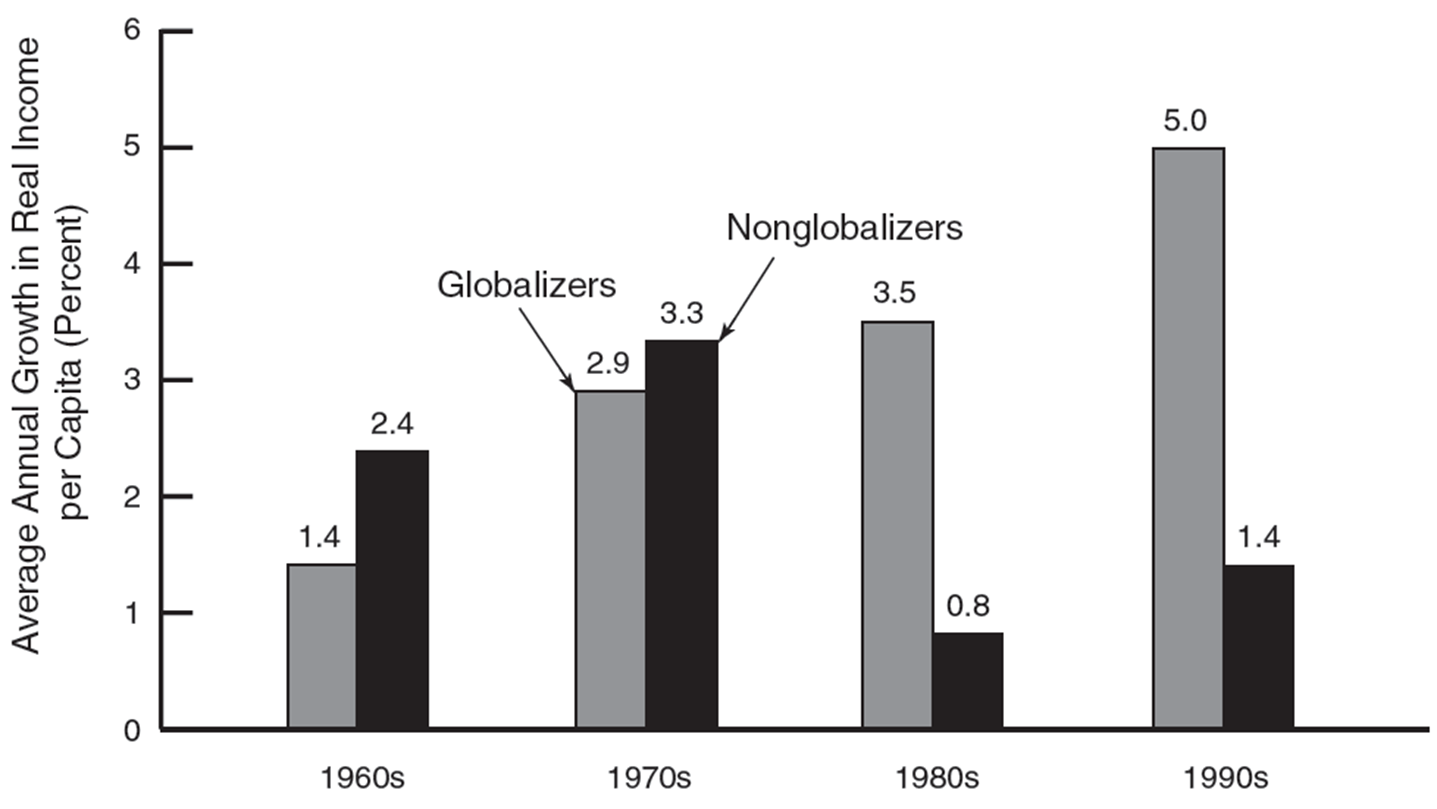 Average Annual Growth in Real Income
per Capita (Percent)
6
5
4
3
2
1
0
Globalizers
Nonglobalizers
1.4
2.4
2.9
3.3
3.5
0.8
5.0
1.4
1960s
1970s
1980s
1990s